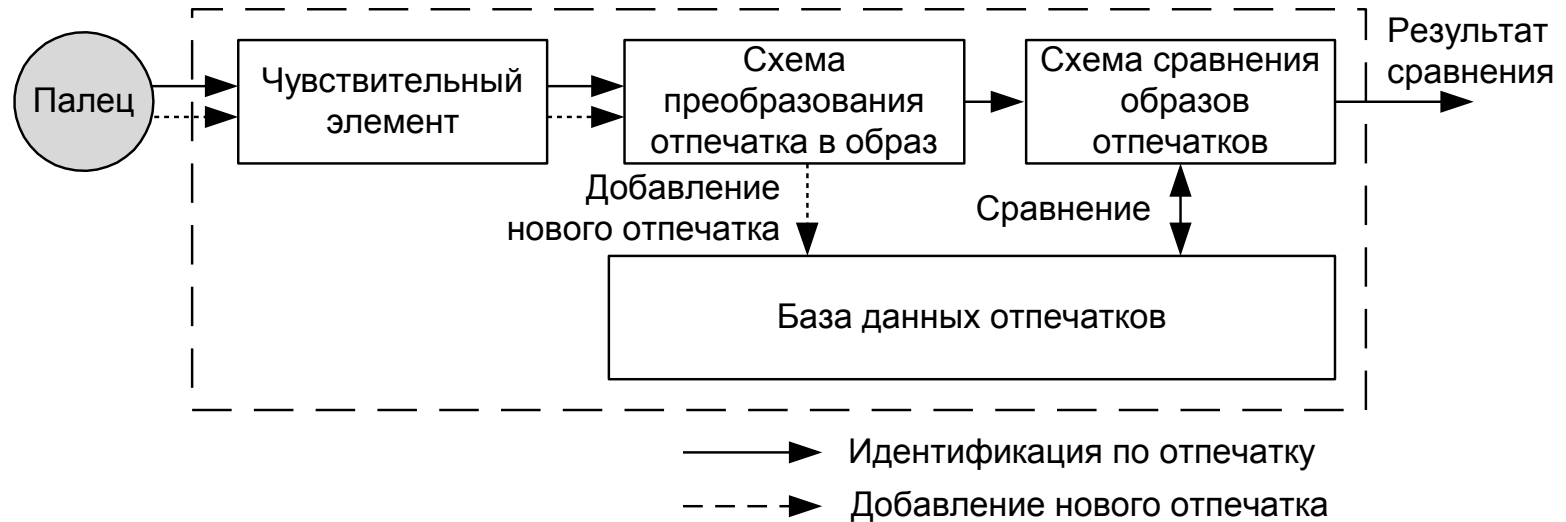 Палец
Чувствительный
элемент
Схема
преобразования
отпечатка в образ
Схема сравнения
образов
отпечатков
Результат
сравнения
Добавление
нового отпечатка
Сравнение
База данных отпечатков
Идентификация по отпечатку
Добавление нового отпечатка